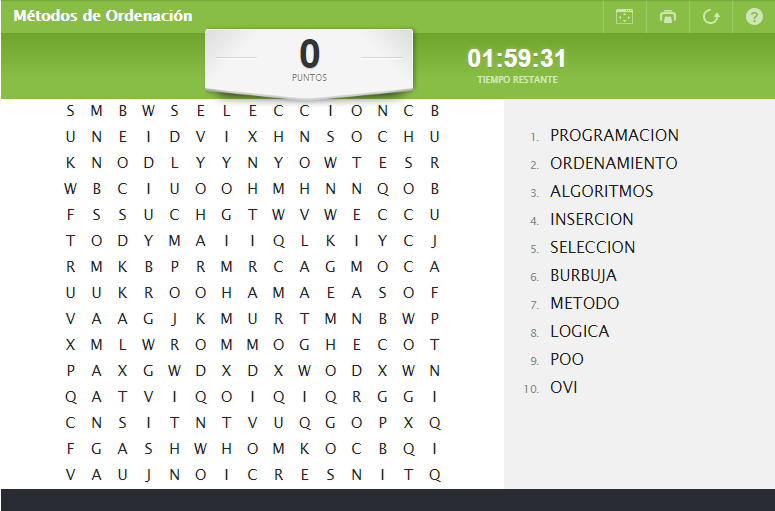 Métodos de Ordenación
0
PUNTOS
01:59:31
TIEMPO RESTANTE
S M B W S E L E C C I O N C B
U N E I D V I X H N S O C H U
K N O D L Y Y N Y O W T E S R
W B C I U O O H M H N N Q O B
F S S U C H G T W V W E C C U
T O D Y M A I I Q L K I Y C J
R M K B P R M R C A G M O C A
U U K R O O H A M A E A S O F
V A A G J K M U R T M N B W P
X M L W R O M M O G H E C O T
P A X G W D X D X W O D X W N
Q A T V I Q O I Q I Q R G G I
C N S I T N T V U Q G O P X Q
F G A S H W H O M K O C B Q I
V A U J N O I C R E S N I T Q
1. PROGRAMACION
2. ORDENAMIENTO
3. ALGORITMOS
4. INSERCION
5. SELECCION
6. BURBUJA
7. METODO
8. LOGICA
9. POO
10. OVI